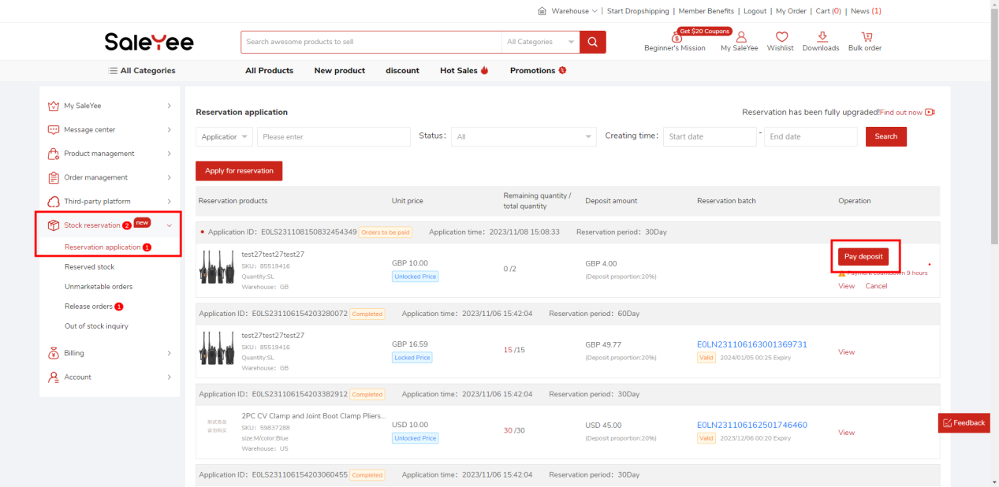 Warehouse | Start Dropshipping | Member Benefits | Logout | My Order | Cart (0) | News (1)
SaleYee
Search awesome products to sell
All Categories
Get $20 Coupons
Beginner's Mission
My SaleYee
Wishlist
Downloads
Bulk order
All Categories
All Products
New product
discount
Hot Sales
Promotions
My SaleYee
Message center
Product management
Order management
Third-party platform
Stock reservation 2 new
Reservation application 1
Reserved stock
Unmarketable orders
Release orders 1
Out of stock inquiry
Billing
Account
Reservation application
Reservation has been fully upgraded!Find out now
Applicatior
Please enter
Status:
All
Creating time:
Start date
-
End date
Search
Apply for reservation
Reservation products
Unit price
Remaining quantity /
total quantity
Deposit amount
Reservation batch
Operation
Application ID: E0LS231108150832454349 Orders to be paid Application time: 2023/11/08 15:08:33 Reservation period: 30Day
test27test27test27
SKU: 85519416
Quantity:SL
Warehouse: GB
GBP 10.00
Unlocked Price
0 /2
GBP 4.00
(Deposit proportion:20%)
Pay deposit
Payment countdown 9 hours
View Cancel
Application ID: E0LS231106154203280072 Completed Application time: 2023/11/06 15:42:04 Reservation period: 60Day
test27test27test27
SKU: 85519416
Quantity:SL
Warehouse: GB
GBP 16.59
Locked Price
15 /15
GBP 49.77
(Deposit proportion:20%)
E0LN231106163001369731
Valid 2024/01/05 00:25 Expiry
View
Application ID: E0LS231106154203382912 Completed Application time: 2023/11/06 15:42:04 Reservation period: 30Day
测试商品
请勿购买
2PC CV Clamp and Joint Boot Clamp Pliers...
SKU: 59837288
size:M/color:Blue
Warehouse: US
USD 10.00
Unlocked Price
30 /30
USD 45.00
(Deposit proportion:20%)
E0LN231106162501746460
Valid 2023/12/06 00:20 Expiry
View
Feedback
Application ID: E0LS231106154203060455 Completed Application time: 2023/11/06 15:42:04 Reservation period: 30Day